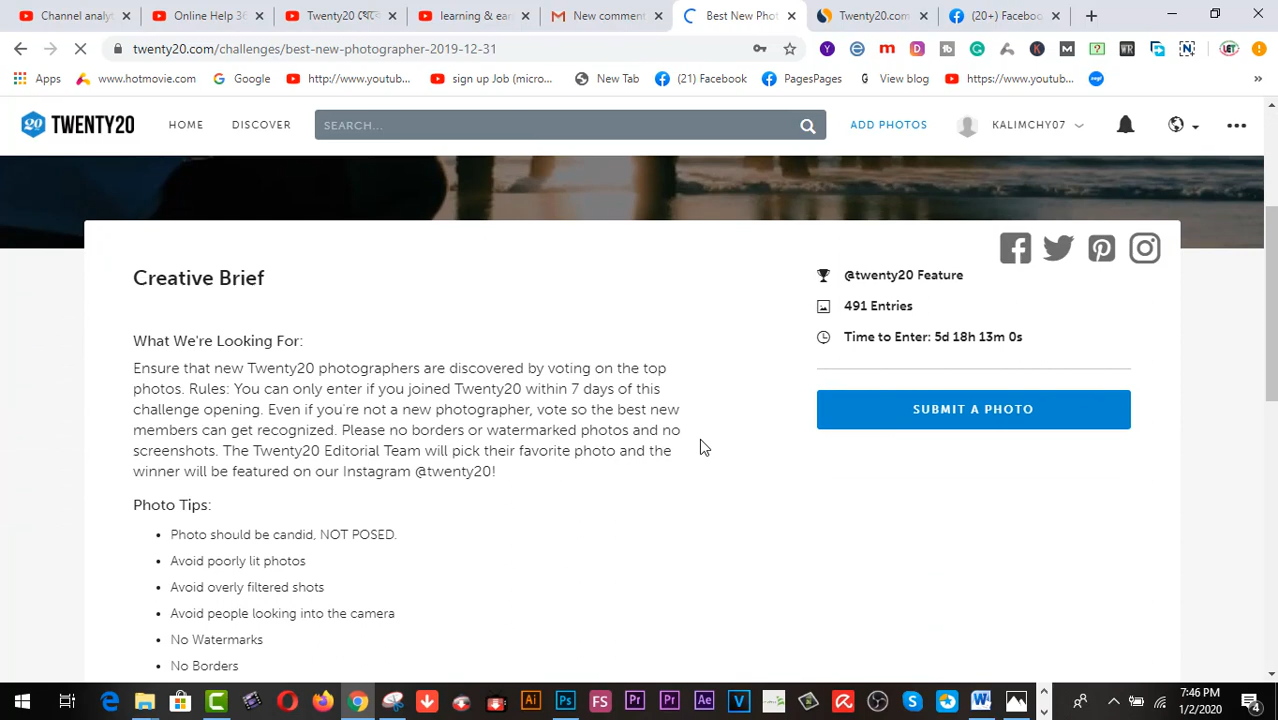 Channel analyt
Online Help 36
Twenty20
learning & ear
New comment
Best New Phot
Twenty20.com
(20+) Facebook
twenty20.com/challenges/best-new-photographer-2019-12-31
Apps
www.hotmovie.com
Google
http://www.youtub...
sign up Job (micro...
New Tab
(21) Facebook
PagesPages
View blog
https://www.youtub...
TWENTY20
HOME
DISCOVER
SEARCH...
ADD PHOTOS
KALIMCHY07
Creative Brief
@twenty20 Feature
491 Entries
Time to Enter: 5d 18h 13m 0s
SUBMIT A PHOTO
What We're Looking For:
Ensure that new Twenty20 photographers are discovered by voting on the top
photos. Rules: You can only enter if you joined Twenty20 within 7 days of this
challenge opening. Even if you're not a new photographer, vote so the best new
members can get recognized. Please no borders or watermarked photos and no
screenshots. The Twenty20 Editorial Team will pick their favorite photo and the
winner will be featured on our Instagram @twenty20!
Photo Tips:
• Photo should be candid, NOT POSED.
• Avoid poorly lit photos
• Avoid overly filtered shots
• Avoid people looking into the camera
• No Watermarks
• No Borders
7:46 PM
1/2/2020